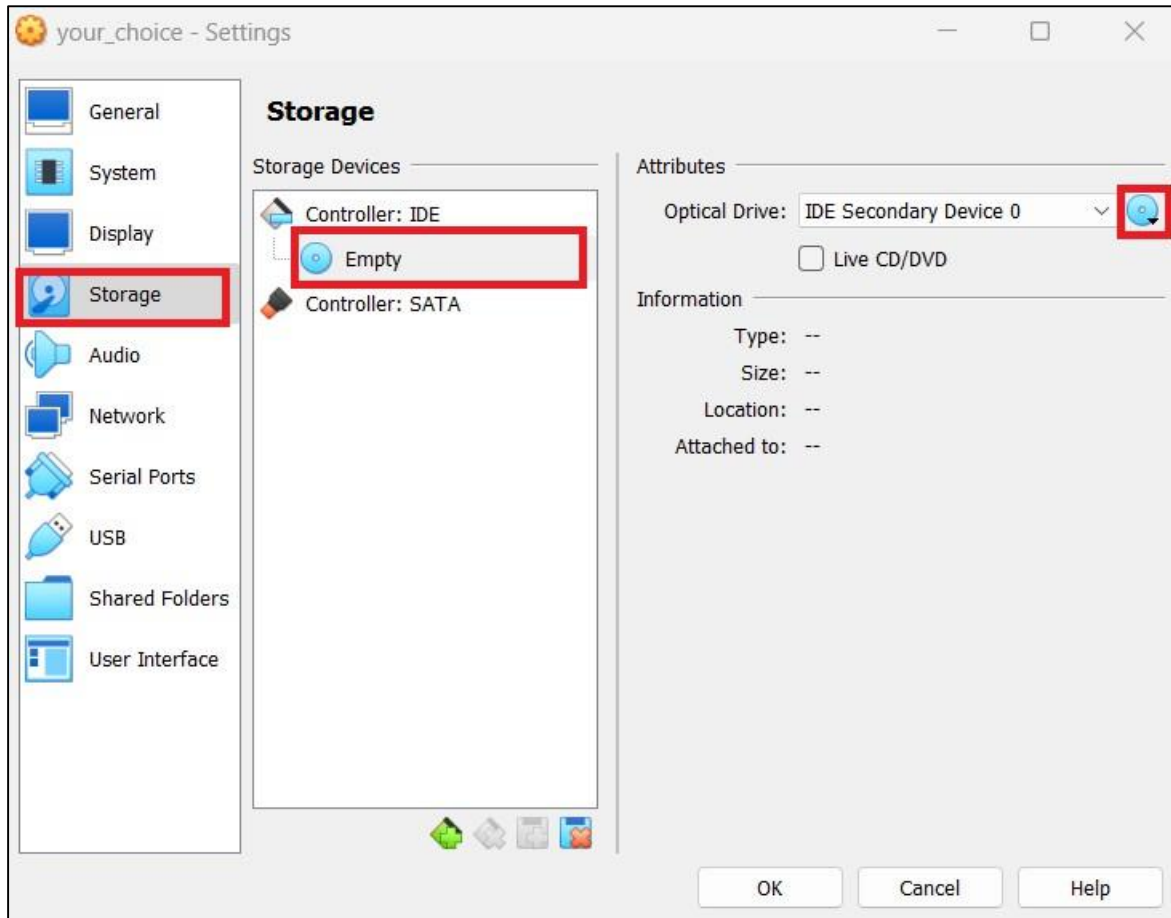 your_choice - Settings
General
System
Display
Storage
Audio
Network
Serial Ports
USB
Shared Folders
User Interface
Storage
Storage Devices
Controller: IDE
Empty
Controller: SATA
Attributes
Optical Drive: IDE Secondary Device 0
Live CD/DVD
Information
Type: --
Size: --
Location: --
Attached to: --
OK
Cancel
Help